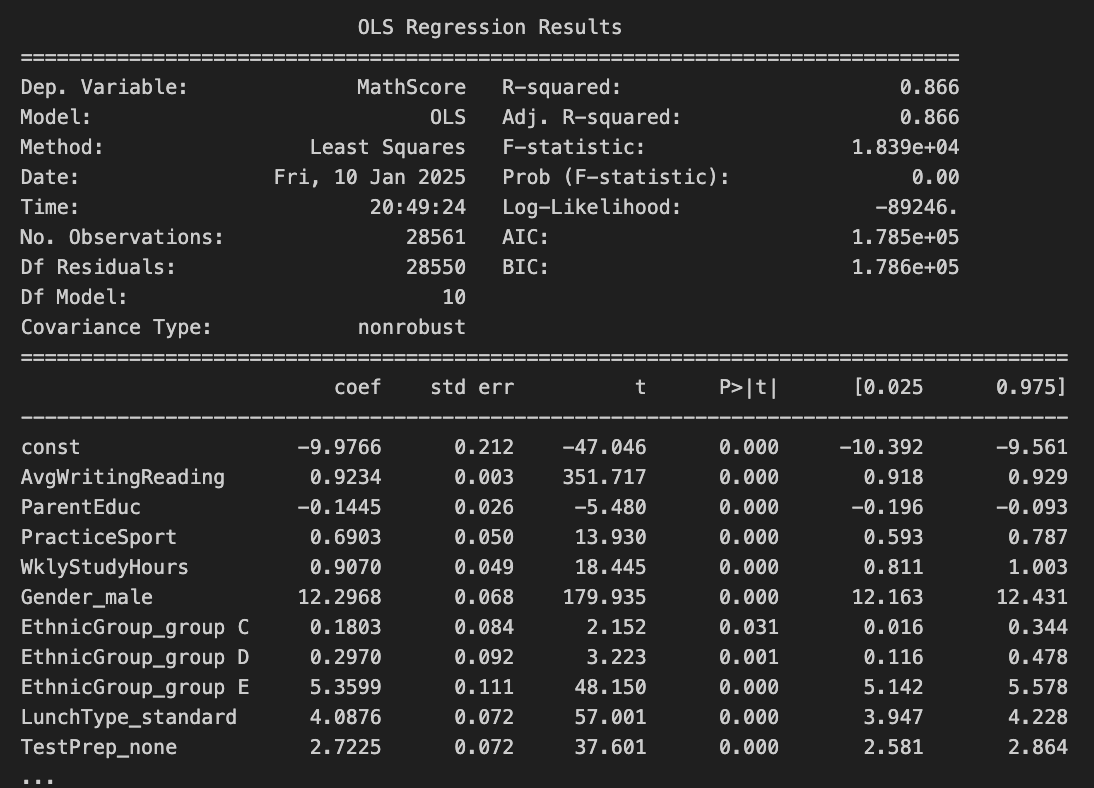 OLS Regression Results
==============================================================================
Dep. Variable: MathScore R-squared: 0.866
Model: OLS Adj. R-squared: 0.866
Method: Least Squares F-statistic: 1.839e+04
Date: Fri, 10 Jan 2025 Prob (F-statistic): 0.00
Time: 20:49:24 Log-Likelihood: -89246.
No. Observations: 28561 AIC: 1.785e+05
Df Residuals: 28550 BIC: 1.786e+05
Df Model: 10
Covariance Type: nonrobust
=======================================================================================
coef std err t P>|t| [0.025 0.975]
---------------------------------------------------------------------------------------
const -9.9766 0.212 -47.046 0.000 -10.392 -9.561
AvgWritingReading 0.9234 0.003 351.717 0.000 0.918 0.929
ParentEduc -0.1445 0.026 -5.480 0.000 -0.196 -0.093
PracticeSport 0.6903 0.050 13.930 0.000 0.593 0.787
WklyStudyHours 0.9070 0.049 18.445 0.000 0.811 1.003
Gender_male 12.2968 0.068 179.935 0.000 12.163 12.431
EthnicGroup_group C 0.1803 0.084 2.152 0.031 0.016 0.344
EthnicGroup_group D 0.2970 0.092 3.223 0.001 0.116 0.478
EthnicGroup_group E 5.3599 0.111 48.150 0.000 5.142 5.578
LunchType_standard 4.0876 0.072 57.001 0.000 3.947 4.228
TestPrep_none 2.7225 0.072 37.601 0.000 2.581 2.864
...